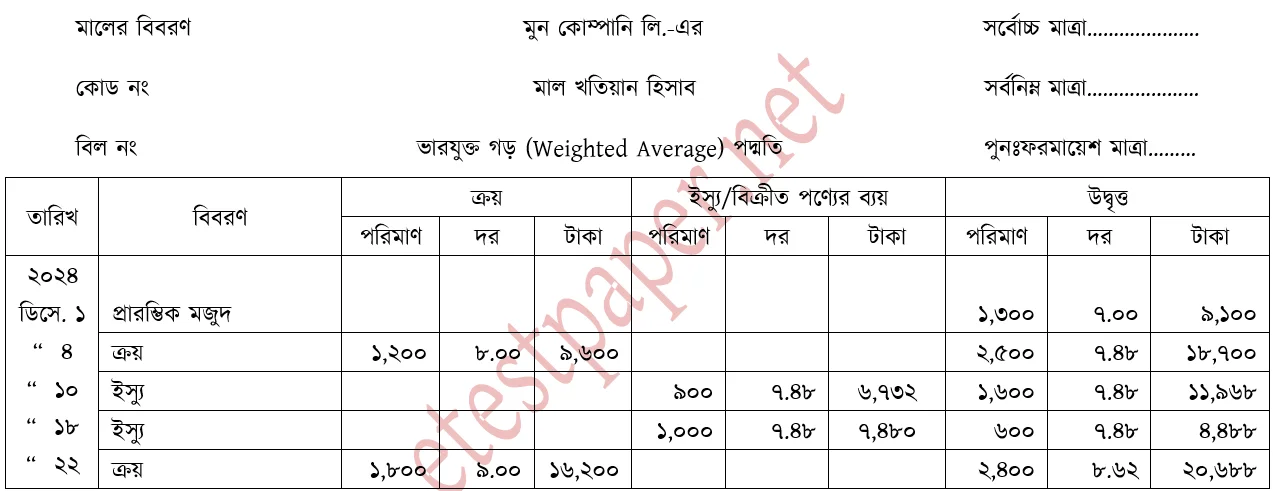 মালের বিবরণ মুন কোম্পানি লি.-এর সর্বোচ্চ মাত্রা.....................
কোড নং মাল খতিয়ান হিসাব সর্বনিম্ন মাত্রা.....................
বিল নং ভারযুক্ত গড় (Weighted Average) পদ্মতি পুনঃফরমায়েশ মাত্রা.........
তারিখ বিবরণ ক্রয় ইস্যু/বিক্রীত পণ্যের ব্যয় উদ্বৃত্ত
পরিমাণ দর টাকা পরিমাণ দর টাকা পরিমাণ দর টাকা
২০২৪
ডিসে. ১ প্রারম্ভিক মজুদ ১,৩০০ ৭.০০ ৯,১০০
“ ৪ ক্রয় ১,২০০ ৮.০০ ৯,৬০০ ২,৫০০ ৭.৪৮ ১৮,৭০০
“ ১০ ইস্যু ৯০০ ৭.৪৮ ৬,৭৩২ ১,৬০০ ৭.৪৮ ১১,৯৬৮
“ ১৮ ইস্যু ১,০০০ ৭.৪৮ ৭,৪৮০ ৬০০ ৭.৪৮ ৪,৪৮৮
“ ২২ ক্রয় ১,৮০০ ৯.০০ ১৬,২০০ ২,৪০০ ৮.৬২ ২০,৬৮৮
etestpaper.net